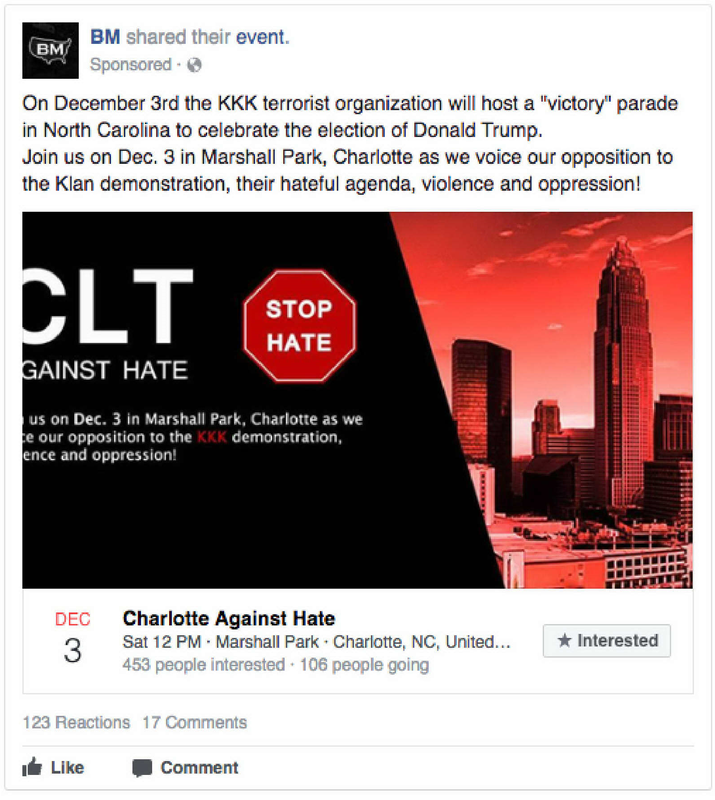 BM
BM shared their event.
Sponsored ·
On December 3rd the KKK terrorist organization will host a "victory" parade
in North Carolina to celebrate the election of Donald Trump.
Join us on Dec. 3 in Marshall Park, Charlotte as we voice our opposition to
the Klan demonstration, their hateful agenda, violence and oppression!
CLT
GAINST HATE
STOP
HATE
us on Dec. 3 in Marshall Park, Charlotte as we
ce our opposition to the KKK demonstration,
ence and oppression!
DEC
3
Charlotte Against Hate
Sat 12 PM · Marshall Park · Charlotte, NC, United...
453 people interested · 106 people going
★ Interested
123 Reactions 17 Comments
Like Comment